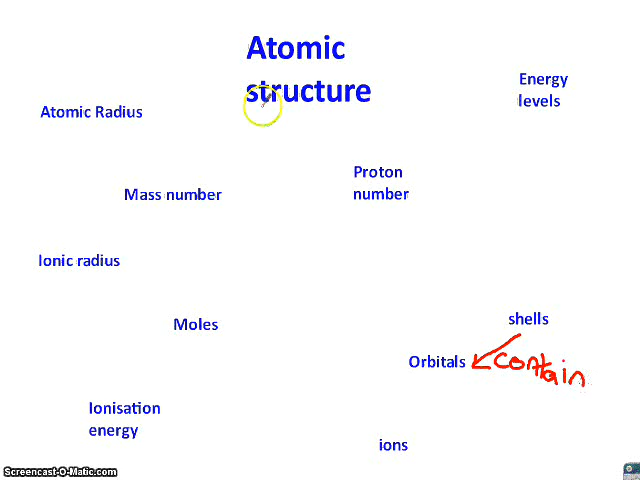 Atomic
structure
Energy
levels
Atomic Radius
Proton
number
Mass number
Ionic radius
shells
Moles
Orbitals
contain
Ionisation
energy
ions
Screencast-O-Matic.com